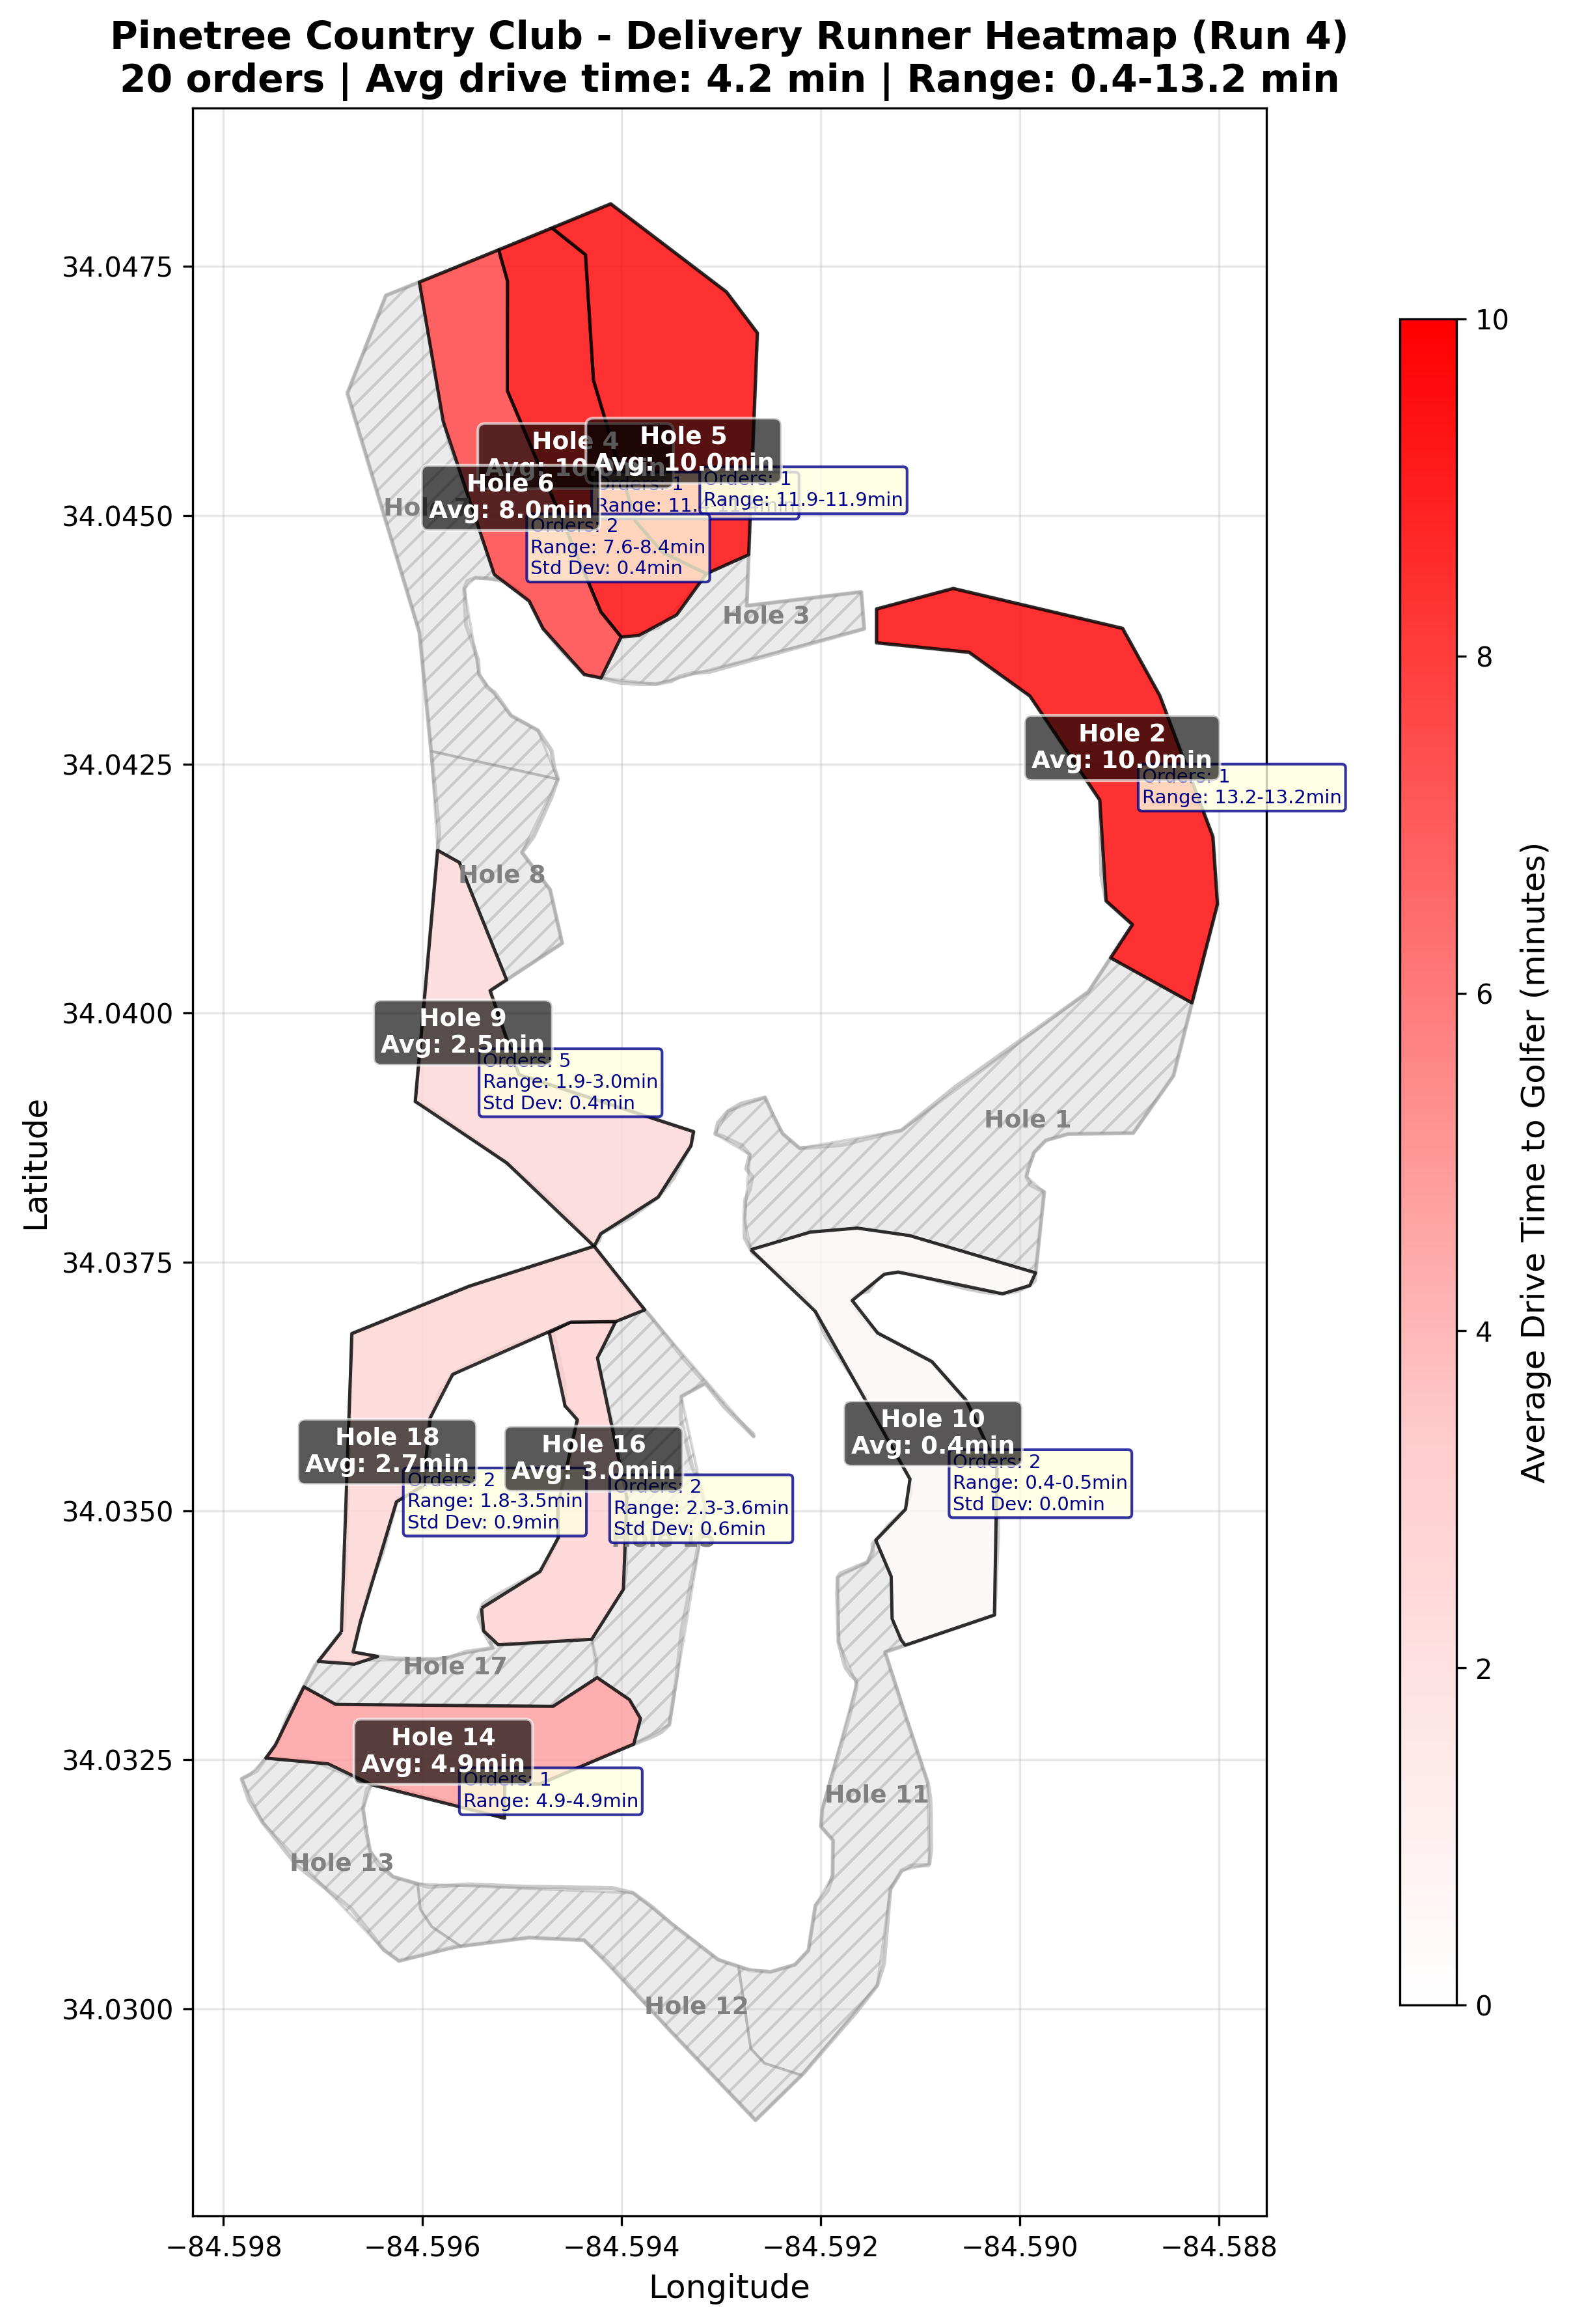 Pinetree Country Club - Delivery Runner Heatmap (Run 4)
20 orders | Avg drive time: 4.2 min | Range: 0.4-13.2 min
Latitude
34.0475
34.0450
34.0425
34.0400
34.0375
34.0350
34.0325
34.0300
Hole 4
Avg: 10.
Hole 5
Avg: 10.0min
Orders: 1
Range: 11.9-11.9min
Orders: 1
Range: 11.
Hole 6
Avg: 8.0min
Orders: 2
Range: 7.6-8.4min
Std Dev: 0.4min
Hole 3
Hole 2
Avg: 10.0min
Orders: 1
Range: 13.2-13.2min
Hole 8
Hole 9
Avg: 2.5min
Orders: 5
Range: 1.9-3.0min
Std Dev: 0.4min
Hole 1
Hole 18
Avg: 2.7min
Orders: 2
Range: 1.8-3.5min
Std Dev: 0.9min
Hole 16
Avg: 3.0min
Orders: 2
Range: 2.3-3.6min
Std Dev: 0.6min
Hole 10
Avg: 0.4min
Orders: 2
Range: 0.4-0.5min
Std Dev: 0.0min
Hole 17
Hole 14
Avg: 4.9min
Orders: 1
Range: 4.9-4.9min
Hole 11
Hole 13
Hole 12
−84.598
−84.596
−84.594
−84.592
−84.590
−84.588
Longitude
10
8
6
4
2
0
Average Drive Time to Golfer (minutes)